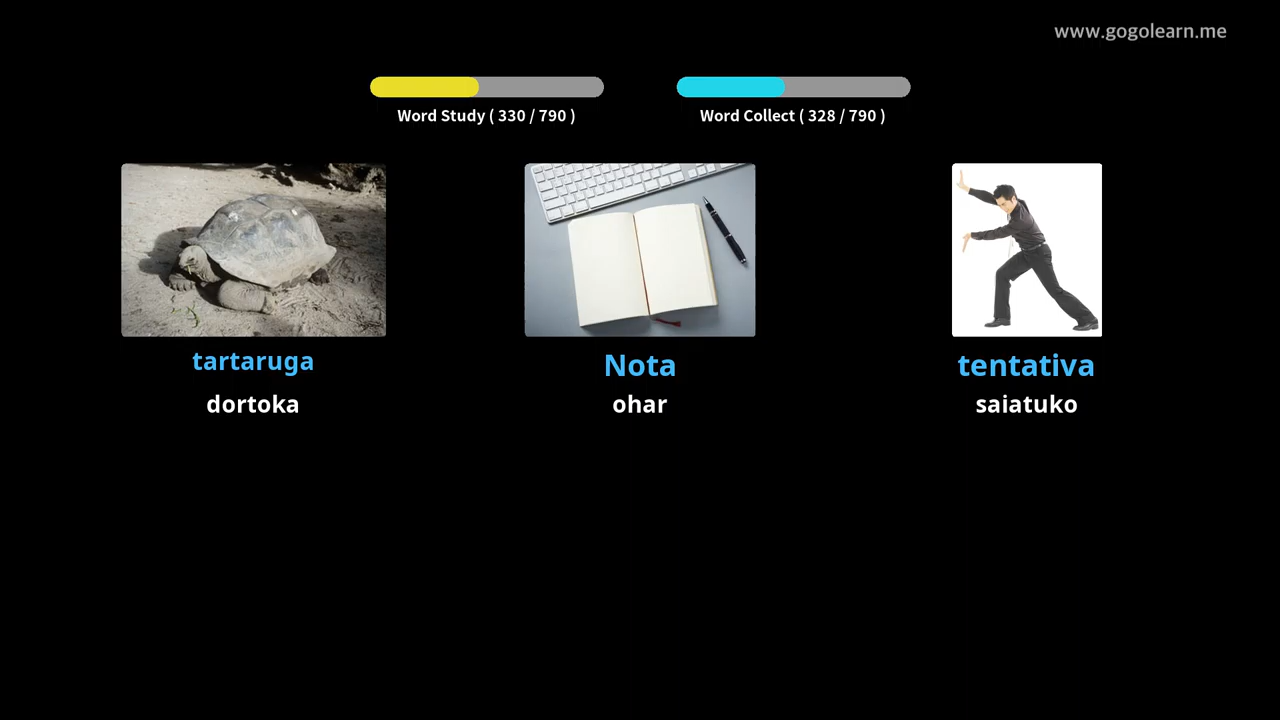 www.gogolearn.me
Word Study ( 330 / 790 )
Word Collect ( 328 / 790 )
tartaruga
Nota
tentativa
dortoka
ohar
saiatuko